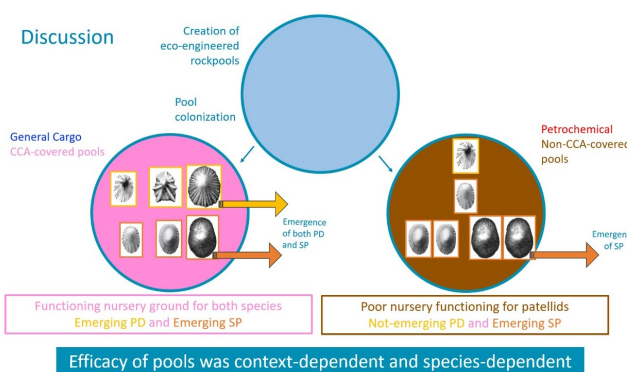 Discussion
Creation of
eco-engineered
rockpools
Pool
colonization
General Cargo
CCA-covered pools
Petrochemical
Non-CCA-covered
pools
Emergence
of both PD
and SP
Emergen
of SP
Functioning nursery ground for both species
Emerging PD and Emerging SP
Poor nursery functioning for patellids
Not-emerging PD and Emerging SP
Efficacy of pools was context-dependent and species-dependent